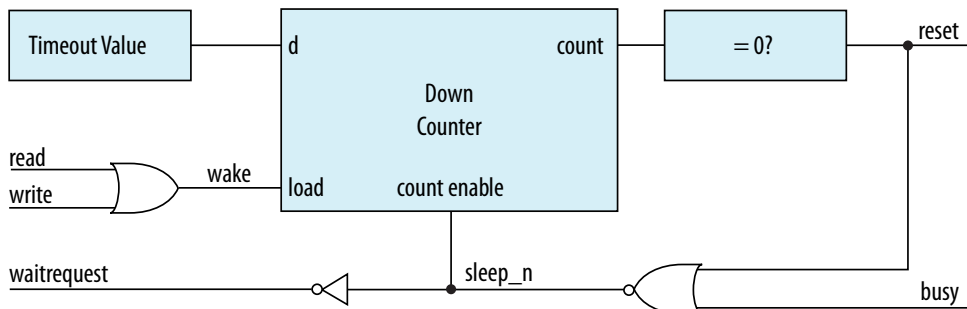 Timeout Value
d
count
= 0?
reset
Down
Counter
read
wake
write
load
count enable
waitrequest
sleep_n
busy